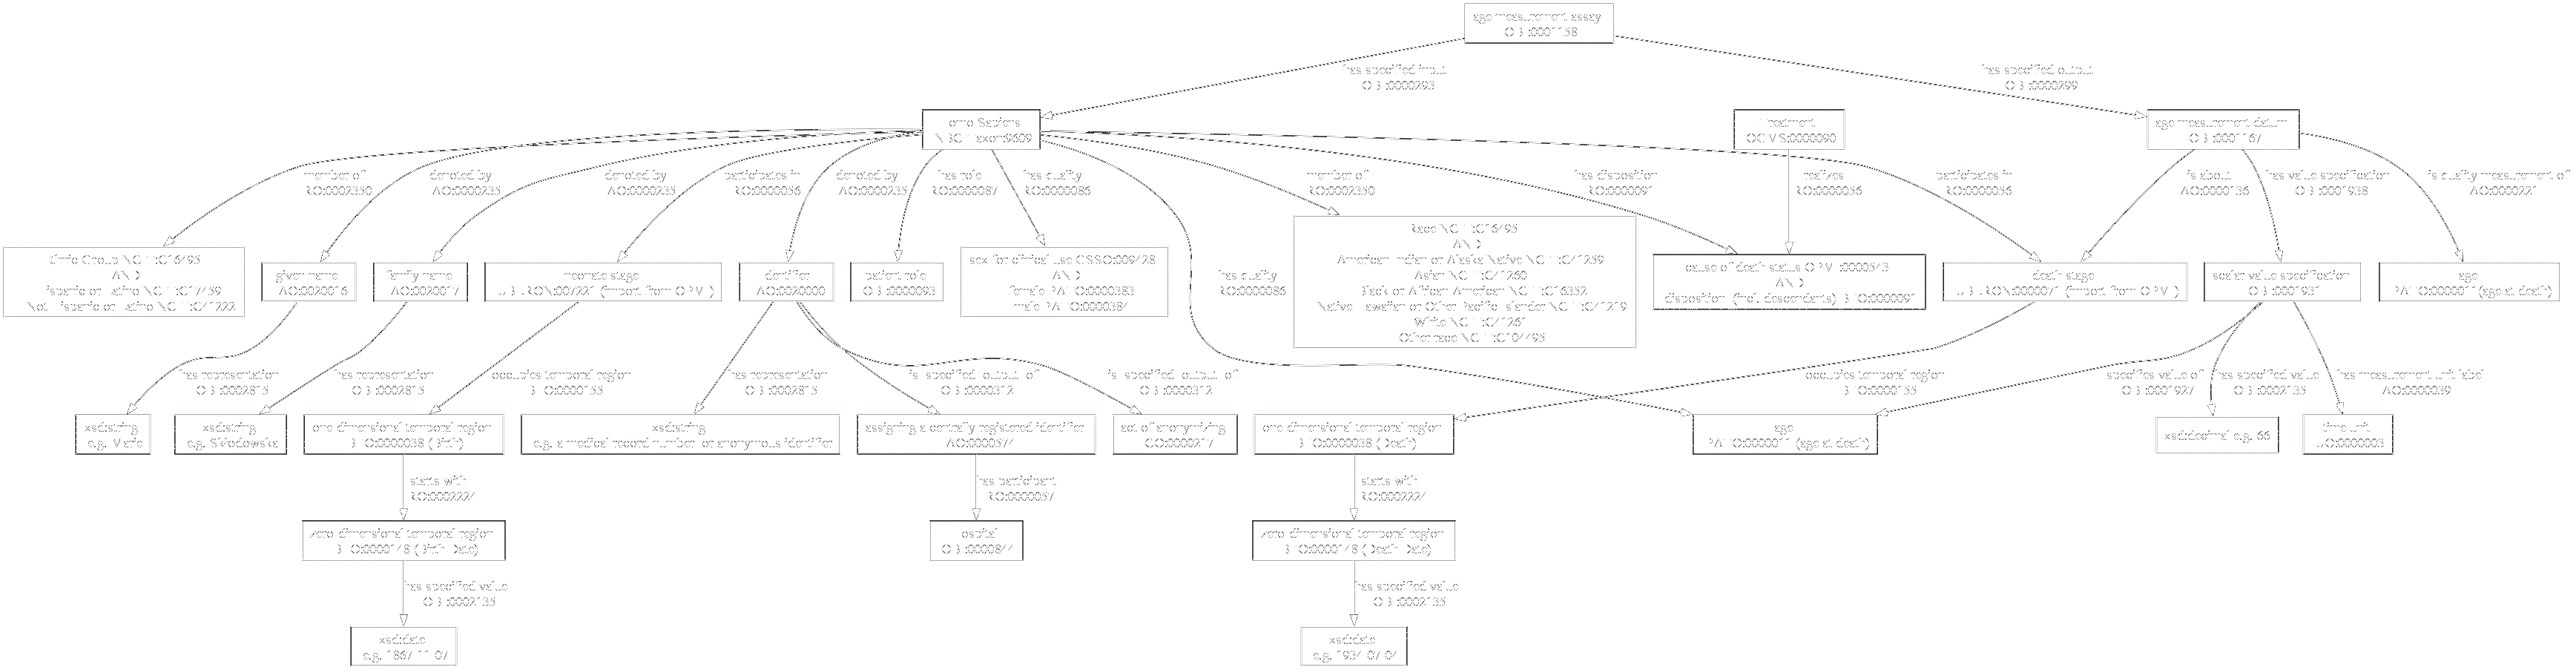 age measurement assay
OBI:0001158
has specified input
OBI:0000293
has specified output
OBI:0000299
Homo Sapiens
NBCITaxon:9609
Treatment
OGMS:0000090
age measurement datum
OBI:0001167
member of
RO:0002350
denoted by
IAO:0000235
denoted by
IAO:0000235
participates in
RO:0000056
denoted by
IAO:0000235
has role
RO:0000087
has quality
RO:0000086
member of
RO:0002350
has disposition
RO:0000091
realizes
RO:0000056
participates in
RO:0000056
is about
IAO:0000136
has value specification
OBI:0001938
is quality measurement of
IAO:0000221
Etnic Group NCIT:C16495
AND
Hispanic or Latino NCIT:C17459
Not Hispanic or Latino NCIT:C41222
given name
IAO:0020016
family name
IAO:0020017
neonate stage
UBERON:007221 (import from OPMI)
identifier
IAO:0020000
patient role
OBI:0000093
sex for clinical use GSSO:009428
AND
female PATO:0000383
male PATO:0000384
has quality
RO:0000086
Race NCIT:C16495
AND
American Indian or Alaska Native NCIT:C41259
Asian NCIT:C41260
Black or African American NCIT:C16352
Native Hawaiian or Other Pacific Islander NCIT:C41219
White NCIT:C41261
Other race NCIT:C104495
cause of death status OPMI:0000543
AND
disposition (incl. descendants) BFO:0000091
death stage
UBERON:0000071 (import from OPMI)
scalar value specification
OBI:0001931
age
PATO:0000011 (age at death)
has representation
OBI:0002815
has representation
OBI:0002815
occupies temporal region
BFO:0000155
has representation
OBI:0002815
is_specified_output_of
OBI:0000312
is_specified_output_of
OBI:0000312
occupies temporal region
BFO:0000155
specifies value of
OBI:0001927
has specified value
OBI:0002135
has measurement unit label
IAO:0000039
xsd:string
e.g. Marie
xsd:string
e.g. Skłodowska
one-dimensional temporal region
BFO:0000038 (Birth)
xsd:string
e.g. a medical record number or anonymous identifier
assigning a centrally registered identifier
IAO:0000574
act of anonymizing
ICO:0000217
one-dimensional temporal region
BFO:0000038 (Death)
age
PATO:0000011 (age at death)
xsd:decimal e.g. 66
time unit
UO:0000003
starts with
RO:0002224
has participant
RO:0000057
starts with
RO:0002224
Zero-dimensional temporal region
BFO:0000148 (Birth Date)
hospital
OBI:0000844
Zero-dimensional temporal region
BFO:0000148 (Death Date)
has specified value
OBI:0002135
has specified value
OBI:0002135
xsd:date
e.g. 1867-11-07
xsd:date
e.g. 1934-07-04